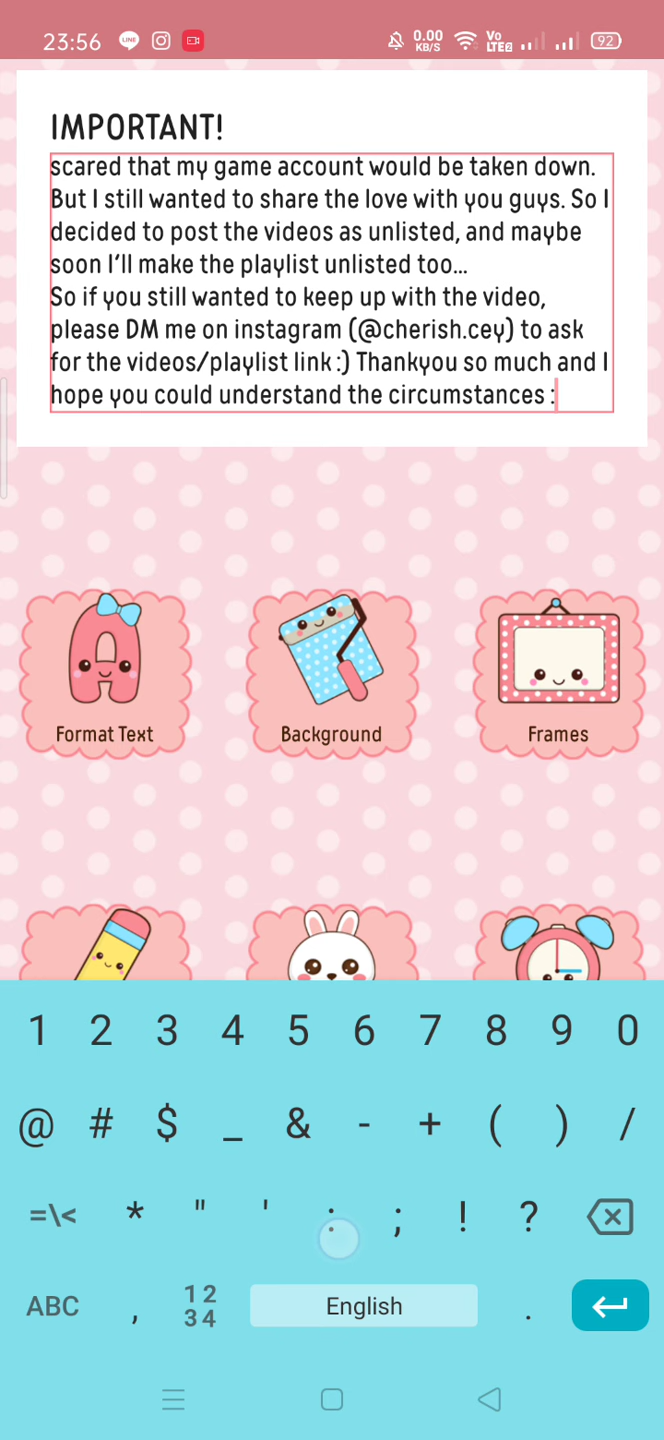 23:56
LINE
0.00
KB/S
Vo
LTE2
92
IMPORTANT!
scared that my game account would be taken down.
But I still wanted to share the love with you guys. So I
decided to post the videos as unlisted, and maybe
soon I'll make the playlist unlisted too...
So if you still wanted to keep up with the video,
please DM me on instagram (@cherish.cey) to ask
for the videos/playlist link :) Thankyou so much and I
hope you could understand the circumstances :
Format Text
Background
Frames
1 2 3 4 5 6 7 8 9 0
@ # $ _ & - + ( ) /
=\< * " ' : ; ! ?
ABC , 12 English .
34